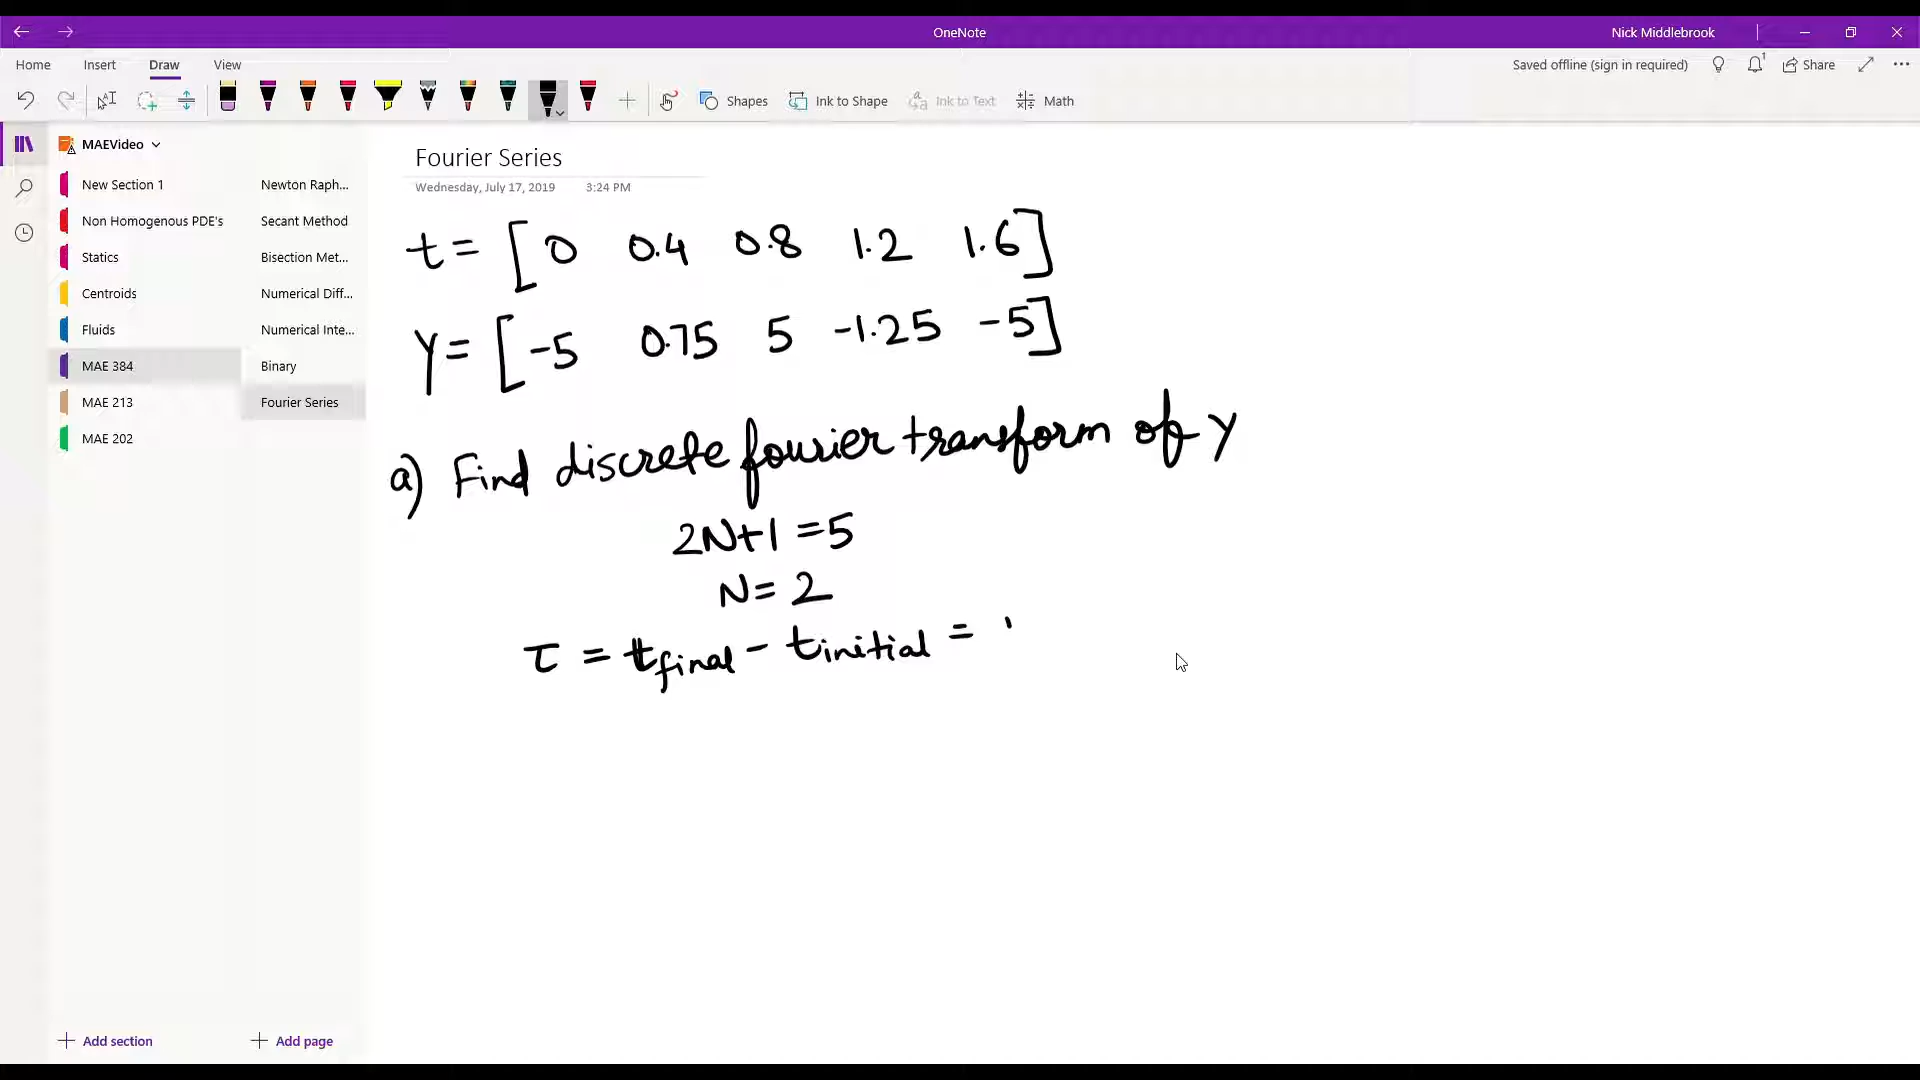 OneNote
Nick Middlebrook
Home Insert Draw View
Saved offline (sign in required)
1
Share
Shapes
Ink to Shape
Ink to Text
Math
MAEVideo
New Section 1
Non Homogenous PDE's
Statics
Centroids
Fluids
MAE 384
MAE 213
MAE 202
Newton Raph...
Secant Method
Bisection Met...
Numerical Diff...
Numerical Inte...
Binary
Fourier Series
Add section
Add page
Fourier Series
Wednesday, July 17, 2019 3:24 PM
t = [0 0.4 0.8 1.2 1.6]
Y = [-5 0.75 5 -1.25 -5]
a) Find discrete fourier transform of Y
2N+1 = 5
N = 2
τ = tfinal - tinitial =